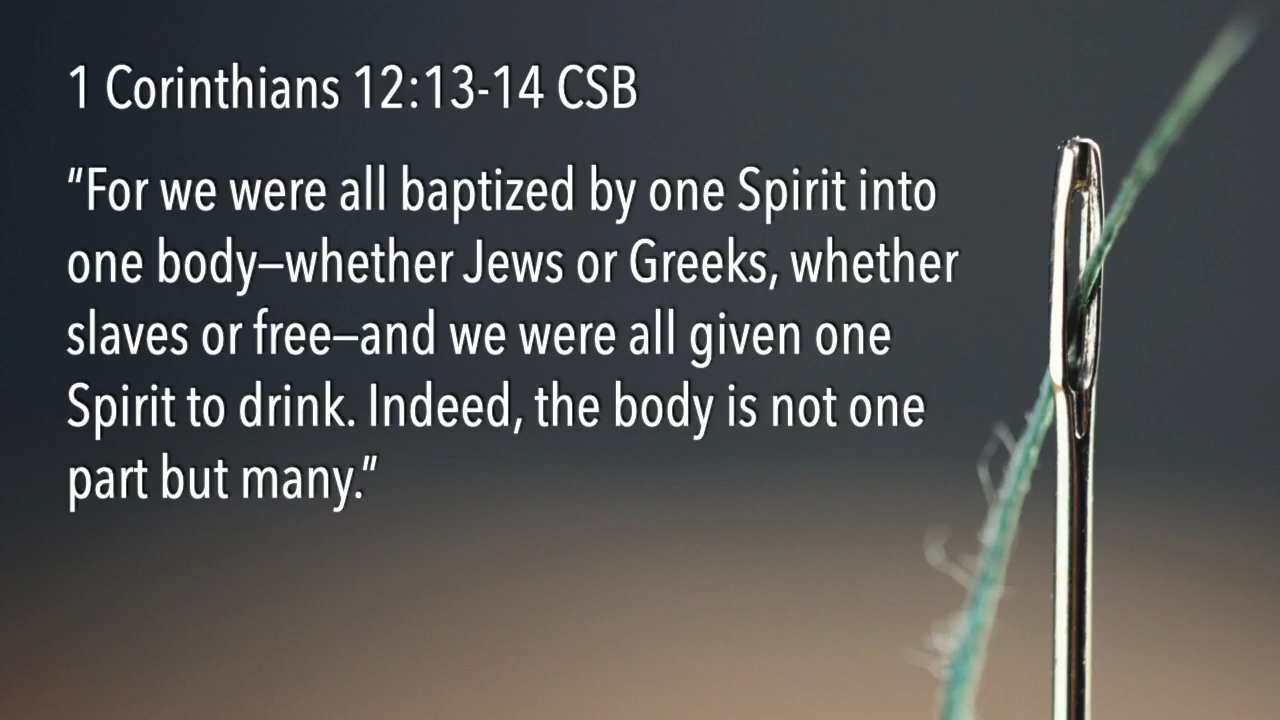 1 Corinthians 12:13-14 CSB
“For we were all baptized by one Spirit into
one body—whether Jews or Greeks, whether
slaves or free—and we were all given one
Spirit to drink. Indeed, the body is not one
part but many.”